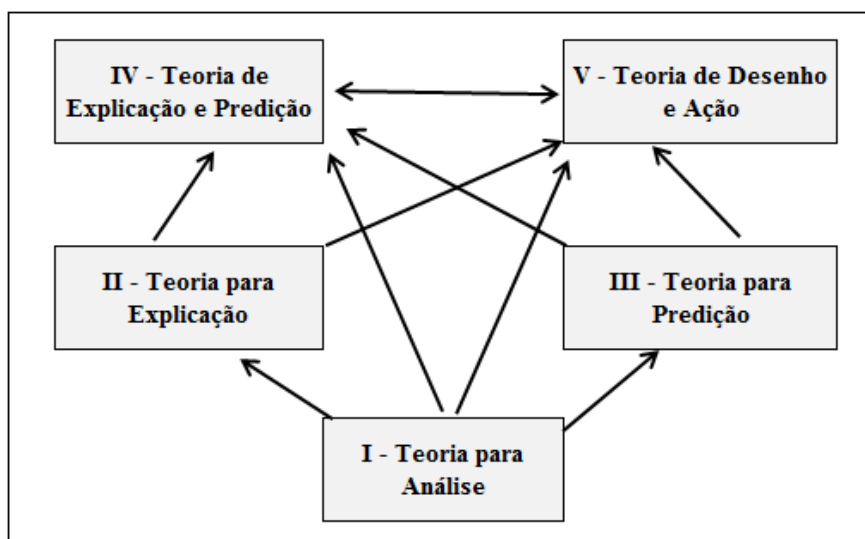 IV - Teoria de
Explicação e Predição
V - Teoria de Desenho
e Ação
II - Teoria para
Explicação
III - Teoria para
Predição
I - Teoria para
Análise